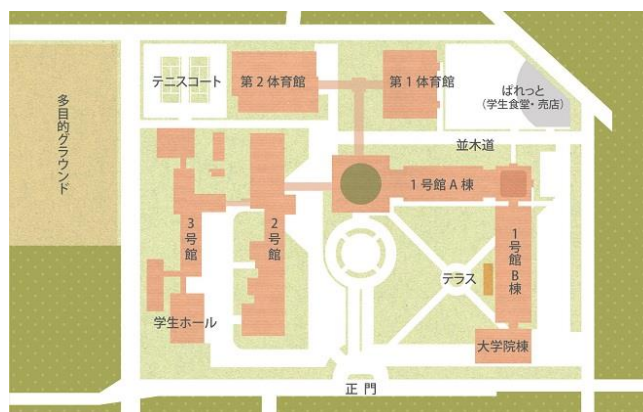 テニスコート
第2体育館
第1体育館
ぱれっと
(学生食堂・売店)
多目的グラウンド
並木道
1号館A棟
3号館
2号館
1号館B棟
テラス
学生ホール
大学院棟
正門